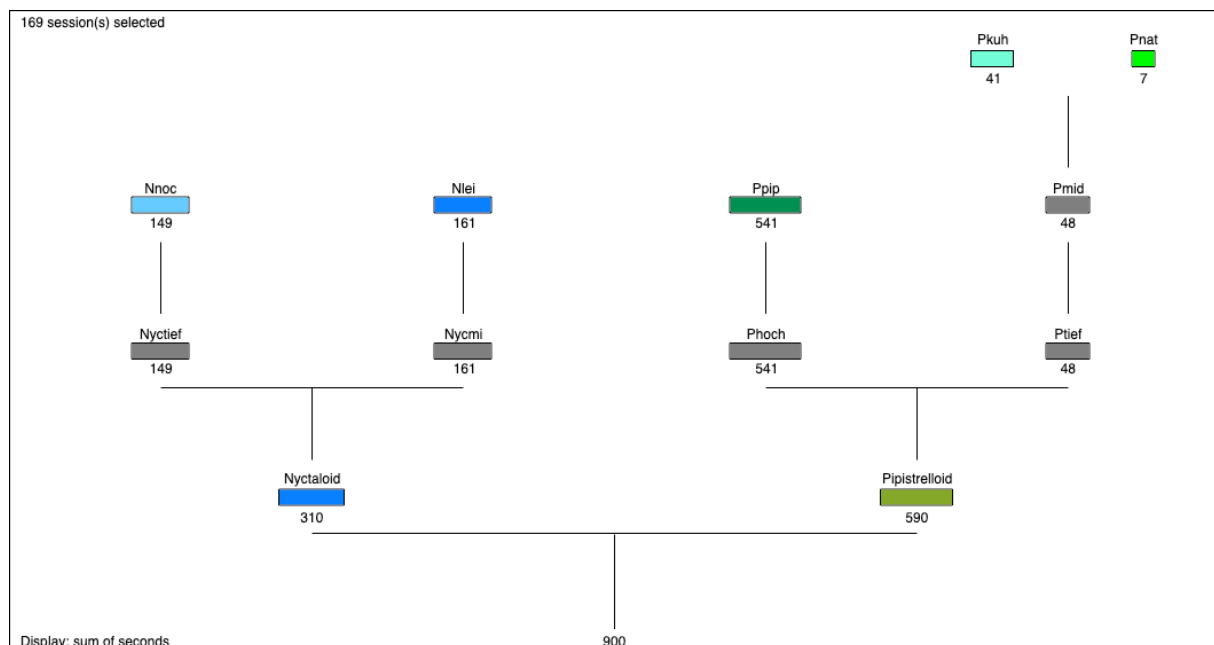 169 session(s) selected
Pkuh Pnat
41 7
Nnoc Nlei Ppip Pmid
149 161 541 48
Nyctief Nycmi Phoch Ptief
149 161 541 48
Nyctaloid Pipistrelloid
310 590
Display: sum of seconds 900